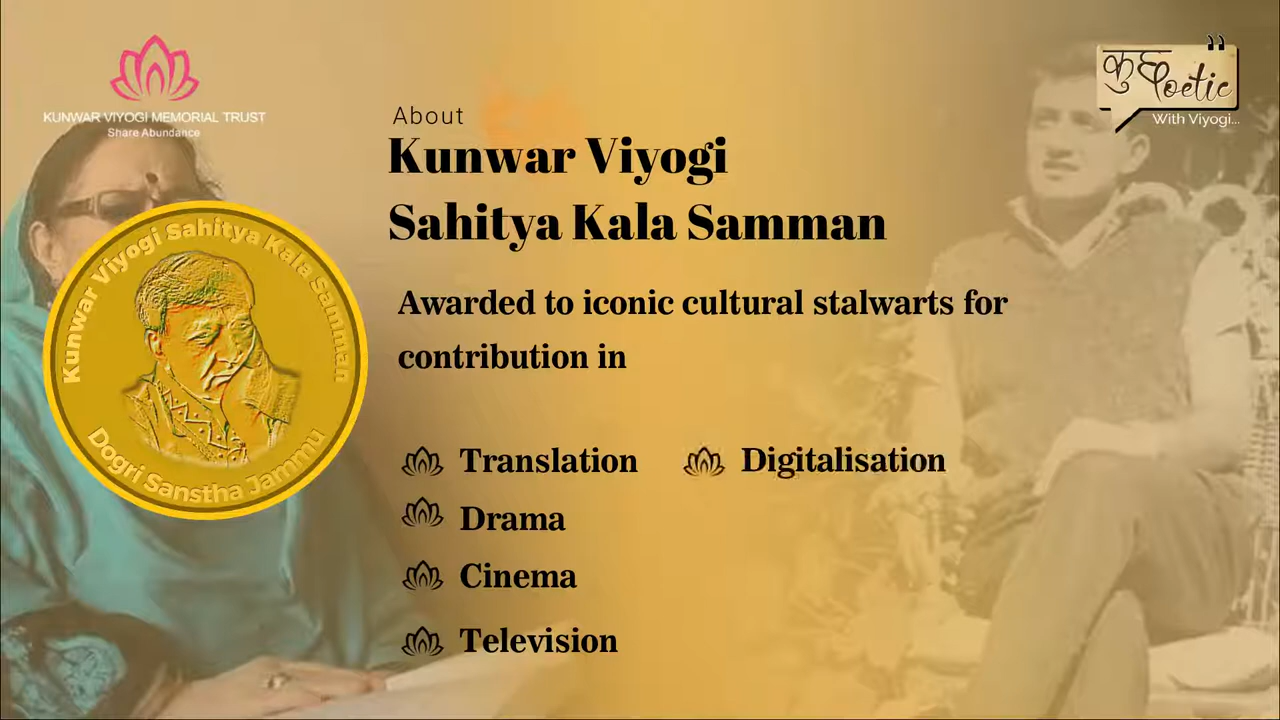 KUNWAR VIYOGI MEMORIAL TRUST
Share Abundance
कुछ Poetic
With Viyogi...
About
Kunwar Viyogi
Sahitya Kala Samman
Awarded to iconic cultural stalwarts for
contribution in
Translation
Digitalisation
Drama
Cinema
Television
Kunwar Viyogi Sahitya Kala Samman
Dogri Sanstha Jammu